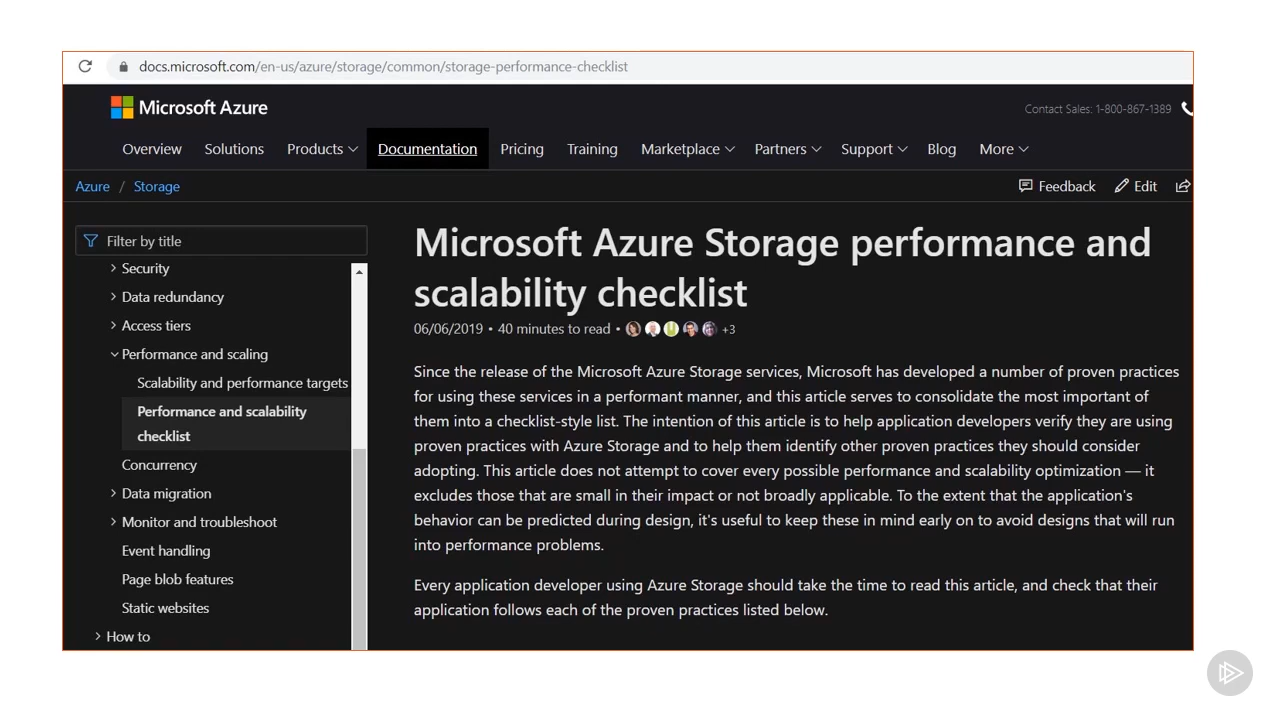 docs.microsoft.com/en-us/azure/storage/common/storage-performance-checklist
Microsoft Azure
Contact Sales: 1-800-867-1389
Overview Solutions Products Documentation Pricing Training Marketplace Partners Support Blog More
Azure / Storage
Feedback Edit
Filter by title
Security
Data redundancy
Access tiers
Performance and scaling
Scalability and performance targets
Performance and scalability
checklist
Concurrency
Data migration
Monitor and troubleshoot
Event handling
Page blob features
Static websites
How to
Microsoft Azure Storage performance and
scalability checklist
06/06/2019 • 40 minutes to read • +3
Since the release of the Microsoft Azure Storage services, Microsoft has developed a number of proven practices
for using these services in a performant manner, and this article serves to consolidate the most important of
them into a checklist-style list. The intention of this article is to help application developers verify they are using
proven practices with Azure Storage and to help them identify other proven practices they should consider
adopting. This article does not attempt to cover every possible performance and scalability optimization — it
excludes those that are small in their impact or not broadly applicable. To the extent that the application's
behavior can be predicted during design, it's useful to keep these in mind early on to avoid designs that will run
into performance problems.
Every application developer using Azure Storage should take the time to read this article, and check that their
application follows each of the proven practices listed below.